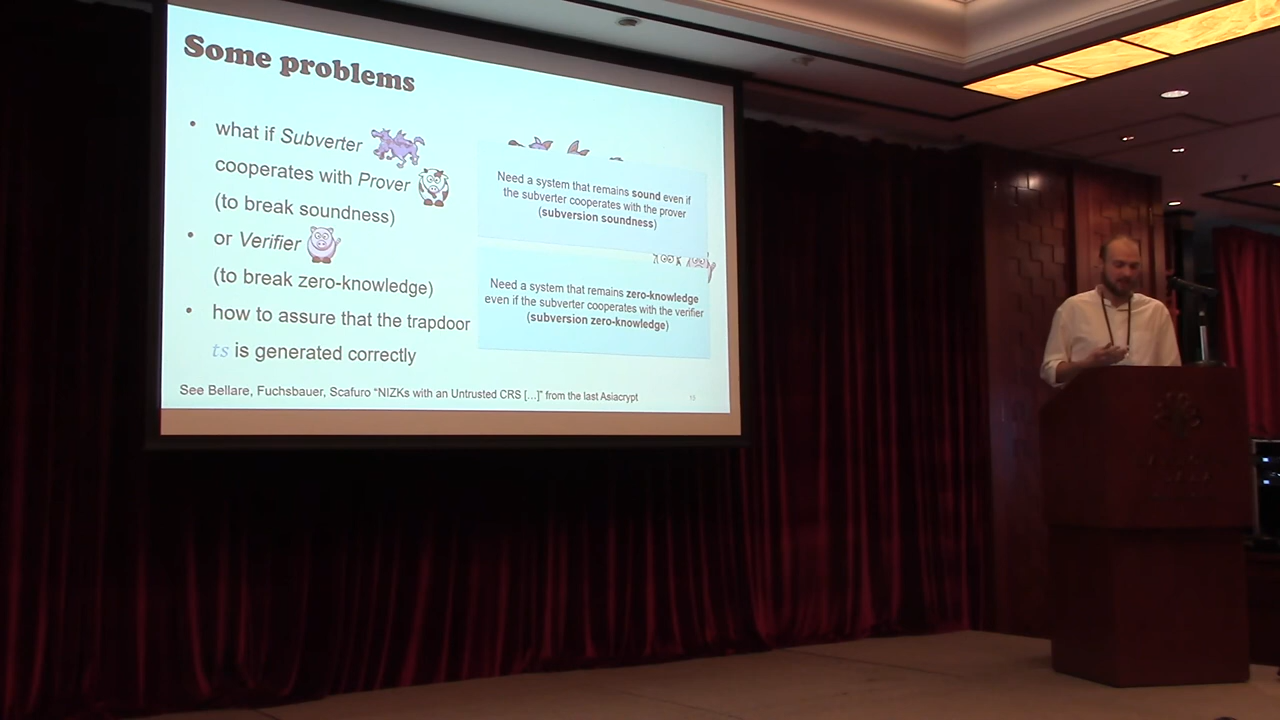 Some problems
• what if Subverter
cooperates with Prover
(to break soundness)
• or Verifier
(to break zero-knowledge)
• how to assure that the trapdoor
ts is generated correctly
Need a system that remains sound even if
the subverter cooperates with the prover
(subversion soundness)
Need a system that remains zero-knowledge
even if the subverter cooperates with the verifier
(subversion zero-knowledge)
See Bellare, Fuchsbauer, Scafuro "NIZKs with an Untrusted CRS [...]" from the last Asiacrypt